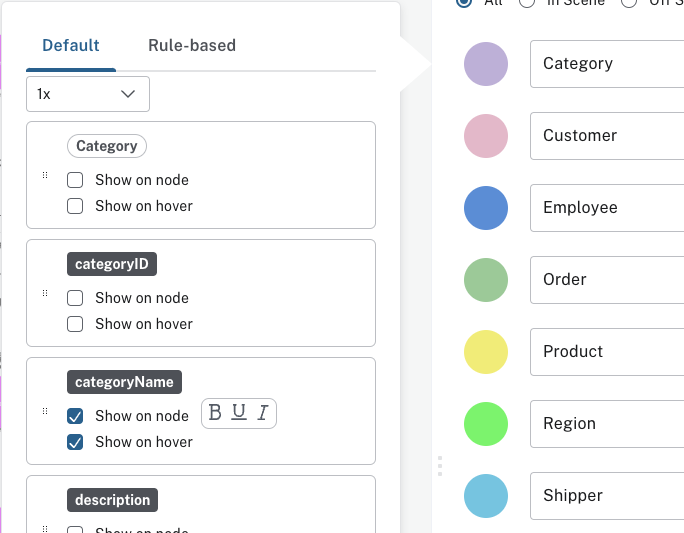 All In Scene Off S
Default Rule-based
1x
Category
Show on node
Show on hover
categoryID
Show on node
Show on hover
categoryName
Show on node B U I
Show on hover
description
Show on node
Category
Customer
Employee
Order
Product
Region
Shipper